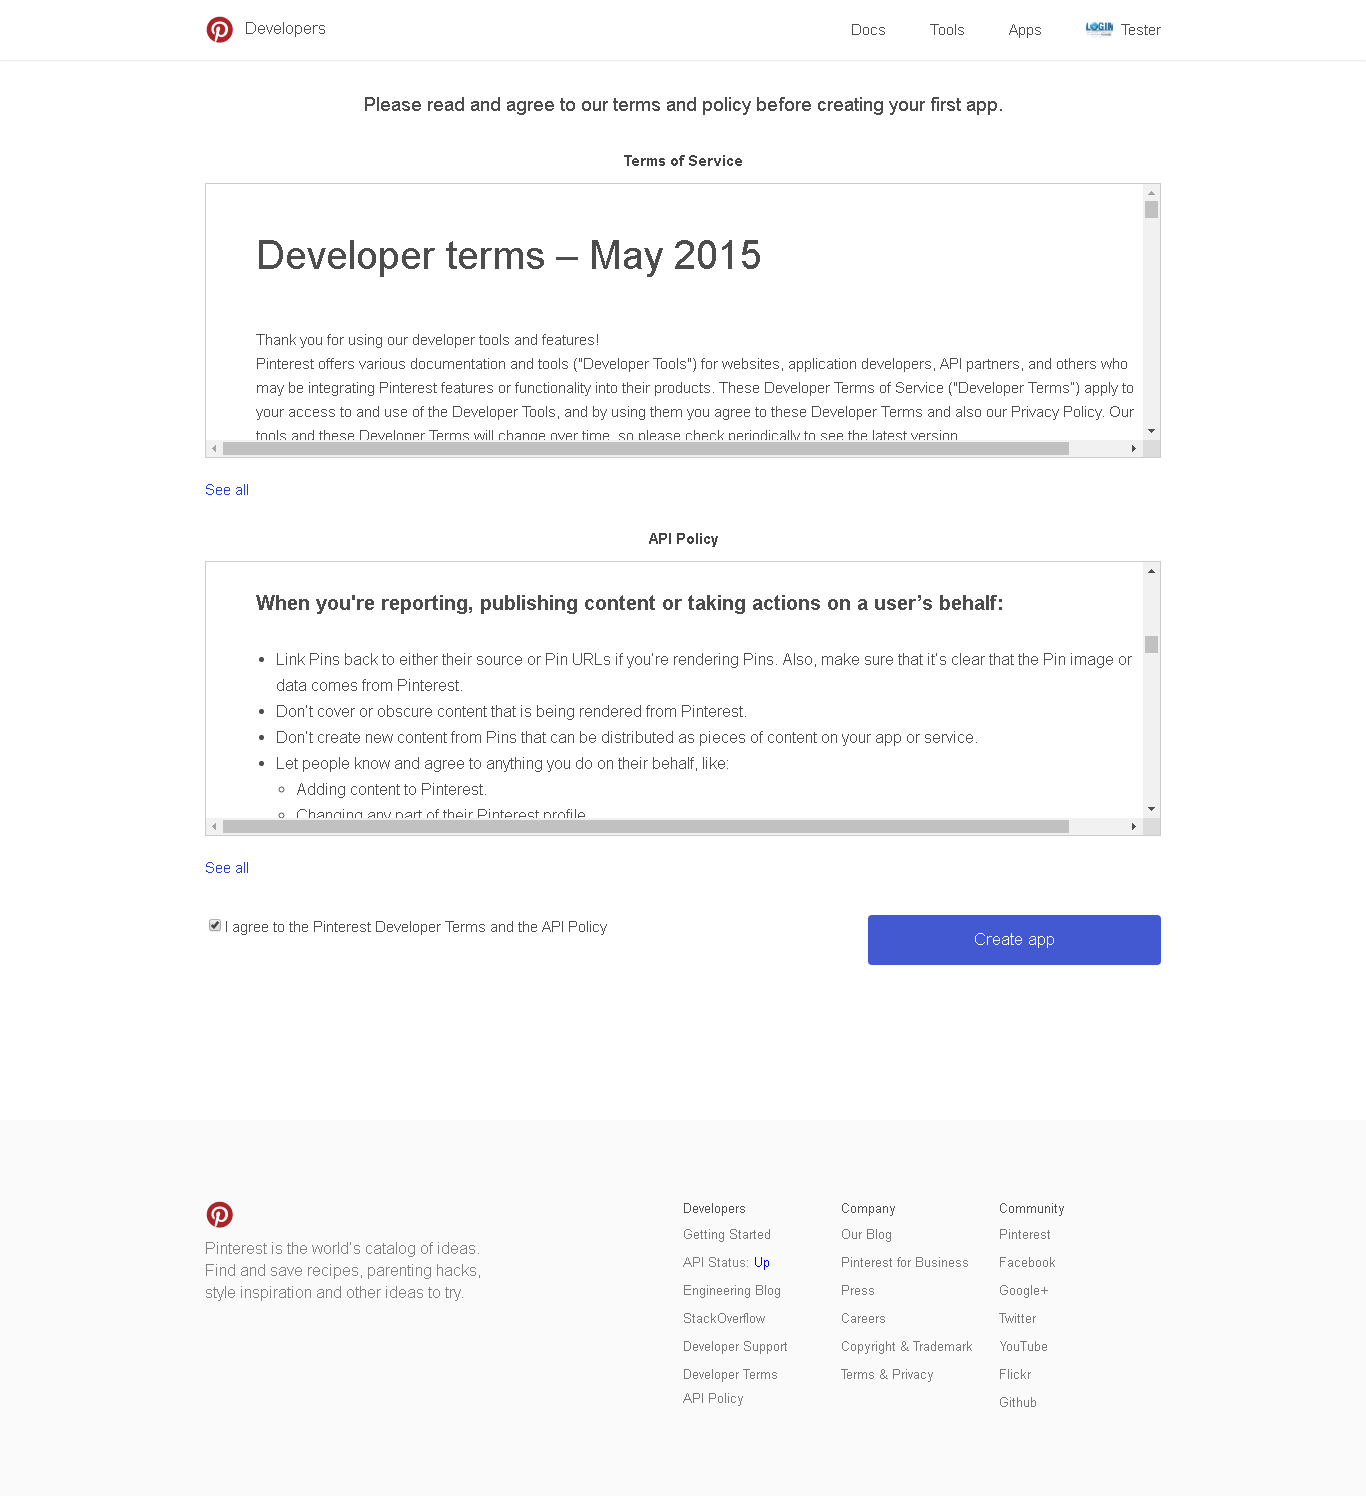 Developers
Docs
Tools
Apps
LOGIN
Tester
Please read and agree to our terms and policy before creating your first app.
Terms of Service
Developer terms – May 2015
Thank you for using our developer tools and features!
Pinterest offers various documentation and tools ("Developer Tools") for websites, application developers, API partners, and others who
may be integrating Pinterest features or functionality into their products. These Developer Terms of Service ("Developer Terms") apply to
your access to and use of the Developer Tools, and by using them you agree to these Developer Terms and also our Privacy Policy. Our
tools and these Developer Terms will change over time, so please check periodically to see the latest version.
See all
API Policy
When you're reporting, publishing content or taking actions on a user’s behalf:
Link Pins back to either their source or Pin URLs if you’re rendering Pins. Also, make sure that it’s clear that the Pin image or
data comes from Pinterest.
Don’t cover or obscure content that is being rendered from Pinterest.
Don’t create new content from Pins that can be distributed as pieces of content on your app or service.
Let people know and agree to anything you do on their behalf, like:
Adding content to Pinterest.
Changing any part of their Pinterest profile.
See all
I agree to the Pinterest Developer Terms and the API Policy
Create app
Pinterest is the world's catalog of ideas.
Find and save recipes, parenting hacks,
style inspiration and other ideas to try.
Developers
Getting Started
API Status: Up
Engineering Blog
StackOverflow
Developer Support
Developer Terms
API Policy
Company
Our Blog
Pinterest for Business
Press
Careers
Copyright & Trademark
Terms & Privacy
Community
Pinterest
Facebook
Google+
Twitter
YouTube
Flickr
Github